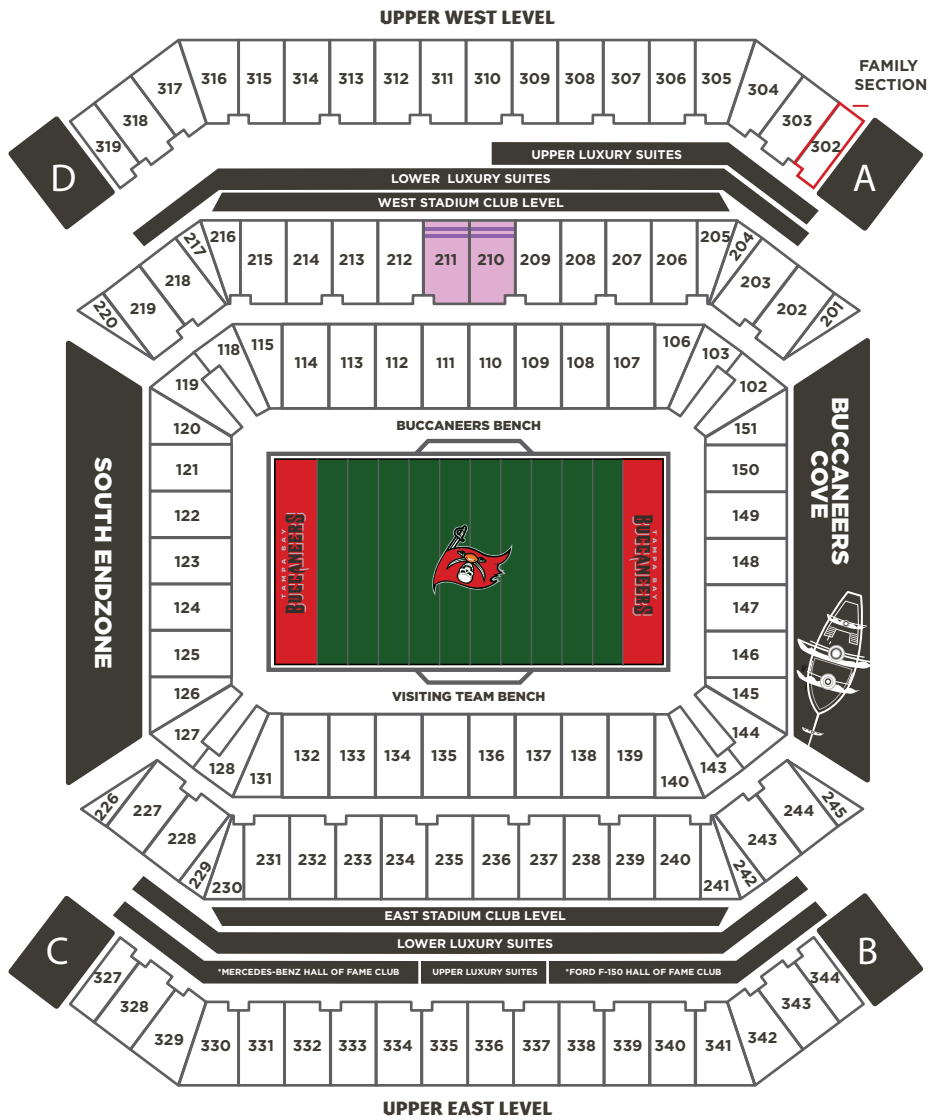 UPPER WEST LEVEL
FAMILY
SECTION
316 315 314 313 312 311 310 309 308 307 306 305
317 304
318 303
319 302
D
A
UPPER LUXURY SUITES
LOWER LUXURY SUITES
WEST STADIUM CLUB LEVEL
216 205
217 204
215 214 213 212 211 210 209 208 207 206
218 203
219 202
220 201
118 115 106 103
114 113 112 111 110 109 108 107
119 102
120 151
BUCCANEERS BENCH
121 150
122 149
123 148
124 147
125 146
126 145
127 144
SOUTH ENDZONE
BUCCANEERS
COVE
TAMPA BAY
BUCCANEERS
TAMPA BAY
BUCCANEERS
VISITING TEAM BENCH
132 133 134 135 136 137 138 139
128 131 140 143
226 245
227 244
228 243
229 242
230 241
231 232 233 234 235 236 237 238 239 240
EAST STADIUM CLUB LEVEL
LOWER LUXURY SUITES
*MERCEDES-BENZ HALL OF FAME CLUB
UPPER LUXURY SUITES
*FORD F-150 HALL OF FAME CLUB
C
B
327 344
328 343
329 342
330 331 332 333 334 335 336 337 338 339 340 341
UPPER EAST LEVEL